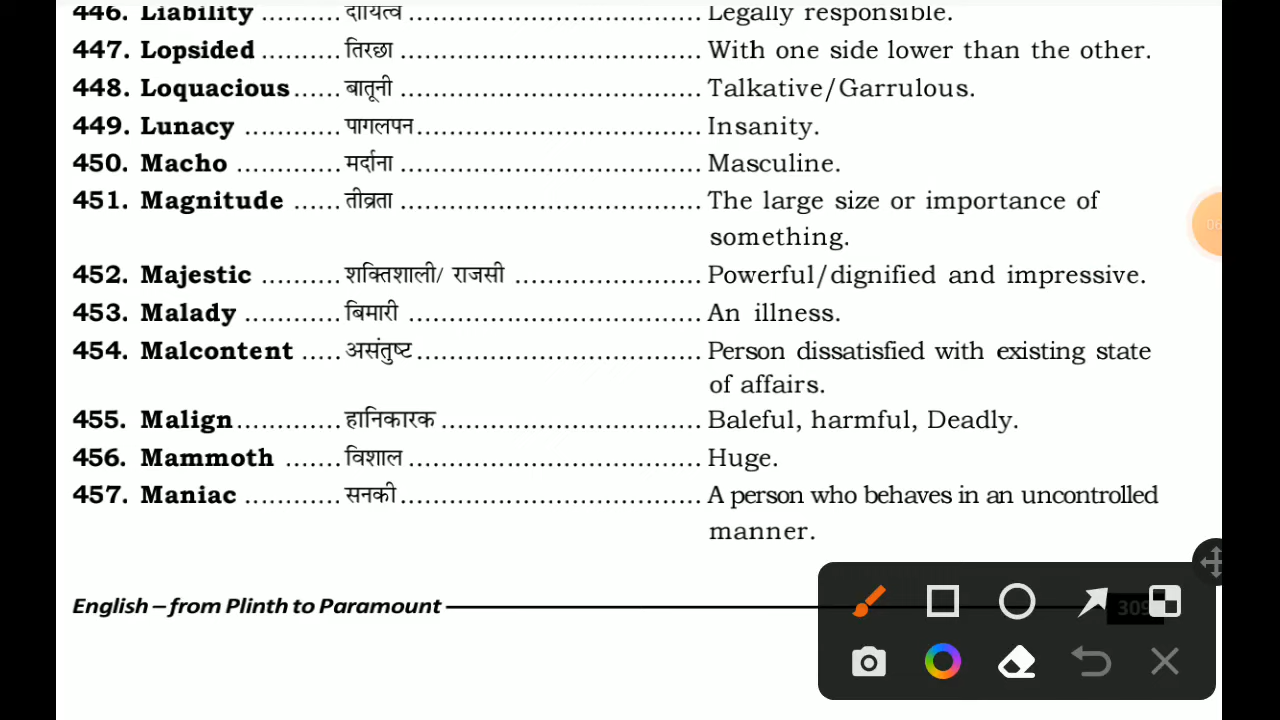 446. Liability .......... दायित्व ................................. Legally responsible.
447. Lopsided ........... तिरछा ................................. With one side lower than the other.
448. Loquacious ...... बातूनी ................................. Talkative/Garrulous.
449. Lunacy ............ पागलपन ............................... Insanity.
450. Macho ............. मर्दाना ................................. Masculine.
451. Magnitude ...... तीव्रता ................................. The large size or importance of
something.
452. Majestic .......... शक्तिशाली/ राजसी .................... Powerful/dignified and impressive.
453. Malady ............ बिमारी ................................ An illness.
454. Malcontent ..... असंतुष्ट ............................... Person dissatisfied with existing state
of affairs.
455. Malign ............ हानिकारक ............................ Baleful, harmful, Deadly.
456. Mammoth ....... विशाल ................................ Huge.
457. Maniac ........... सनकी ................................. A person who behaves in an uncontrolled
manner.
English – from Plinth to Paramount 309